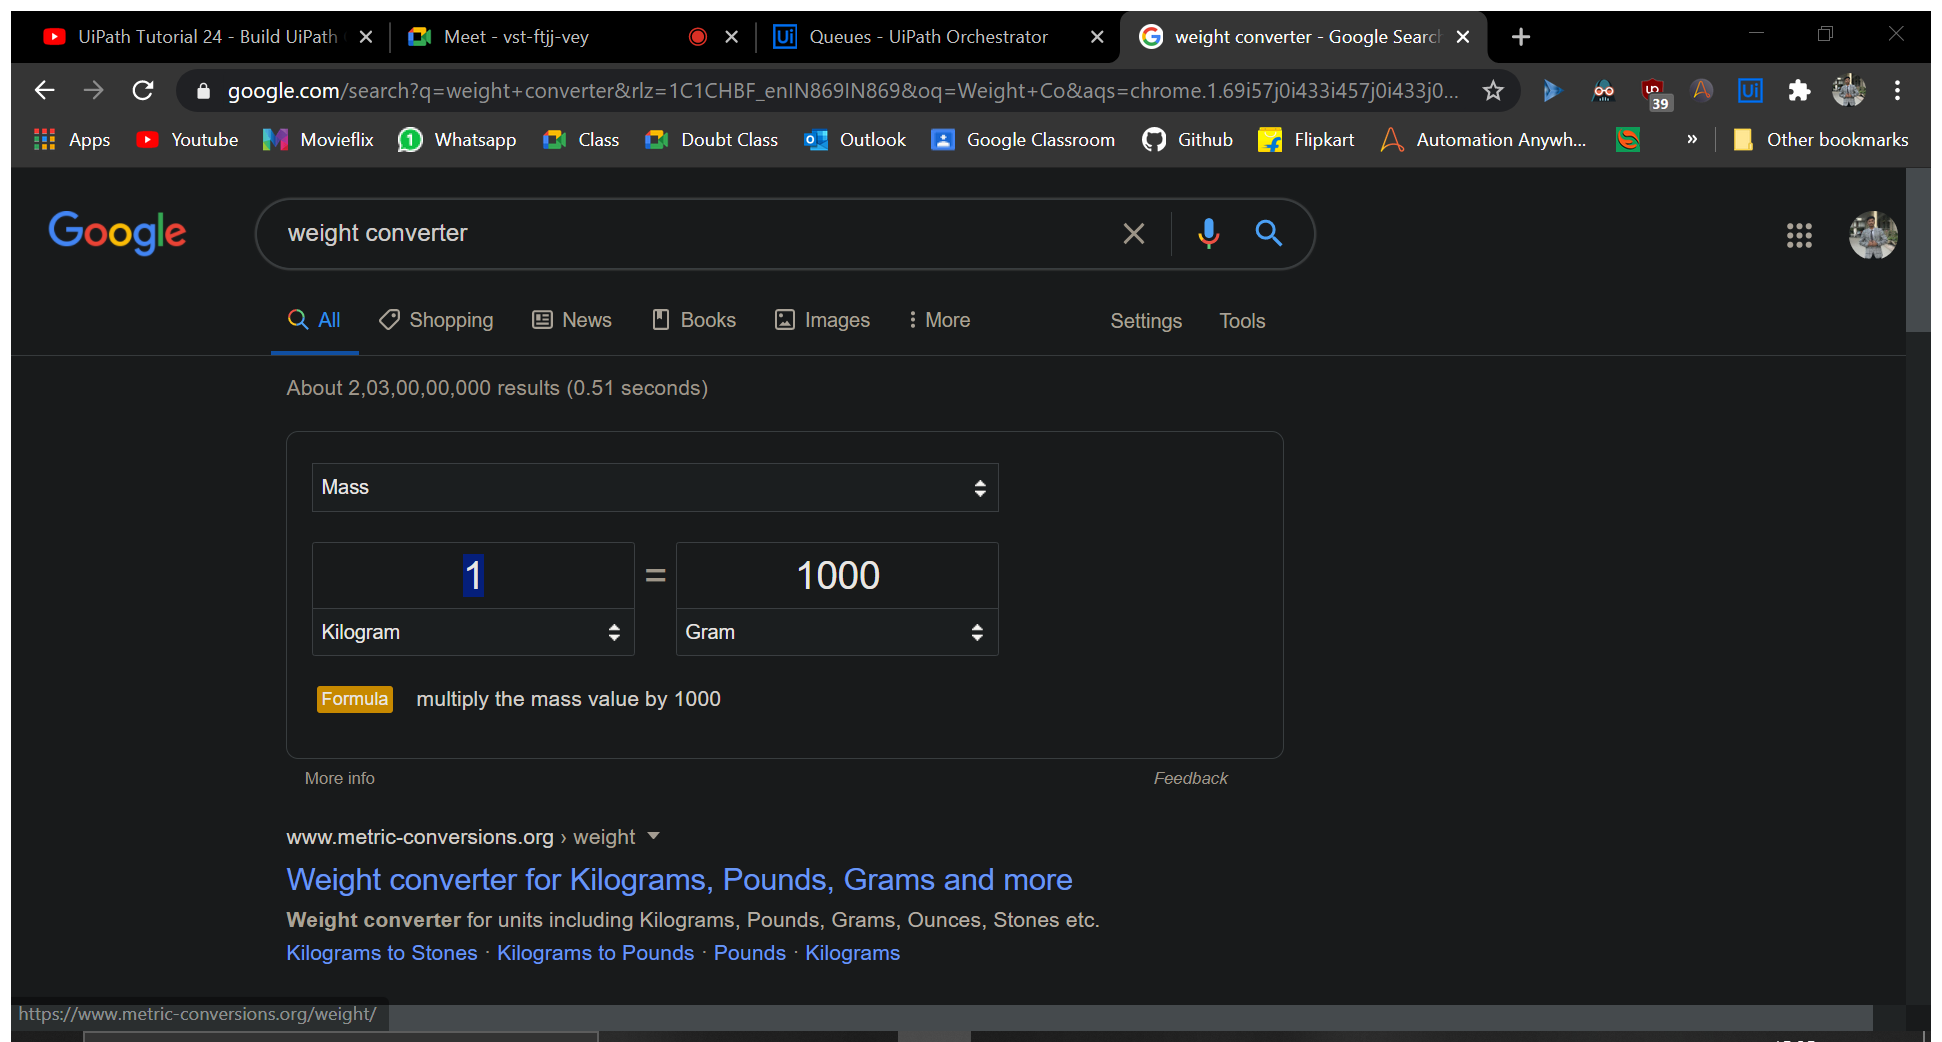 UiPath Tutorial 24 - Build UiPath
Meet - vst-ftjj-vey
Queues - UiPath Orchestrator
weight converter - Google Search
google.com/search?q=weight+converter&rlz=1C1CHBF_enIN869IN869&oq=Weight+Co&aqs=chrome.1.69i57j0i433i457j0i433j0...
39
Ui
Apps
Youtube
Movieflix
1
Whatsapp
Class
Doubt Class
Outlook
Google Classroom
Github
Flipkart
Automation Anywh...
»
Other bookmarks
Google
weight converter
All
Shopping
News
Books
Images
More
Settings
Tools
About 2,03,00,00,000 results (0.51 seconds)
Mass
1 = 1000
Kilogram
Gram
Formula multiply the mass value by 1000
More info
Feedback
www.metric-conversions.org › weight
Weight converter for Kilograms, Pounds, Grams and more
Weight converter for units including Kilograms, Pounds, Grams, Ounces, Stones etc.
Kilograms to Stones · Kilograms to Pounds · Pounds · Kilograms
https://www.metric-conversions.org/weight/